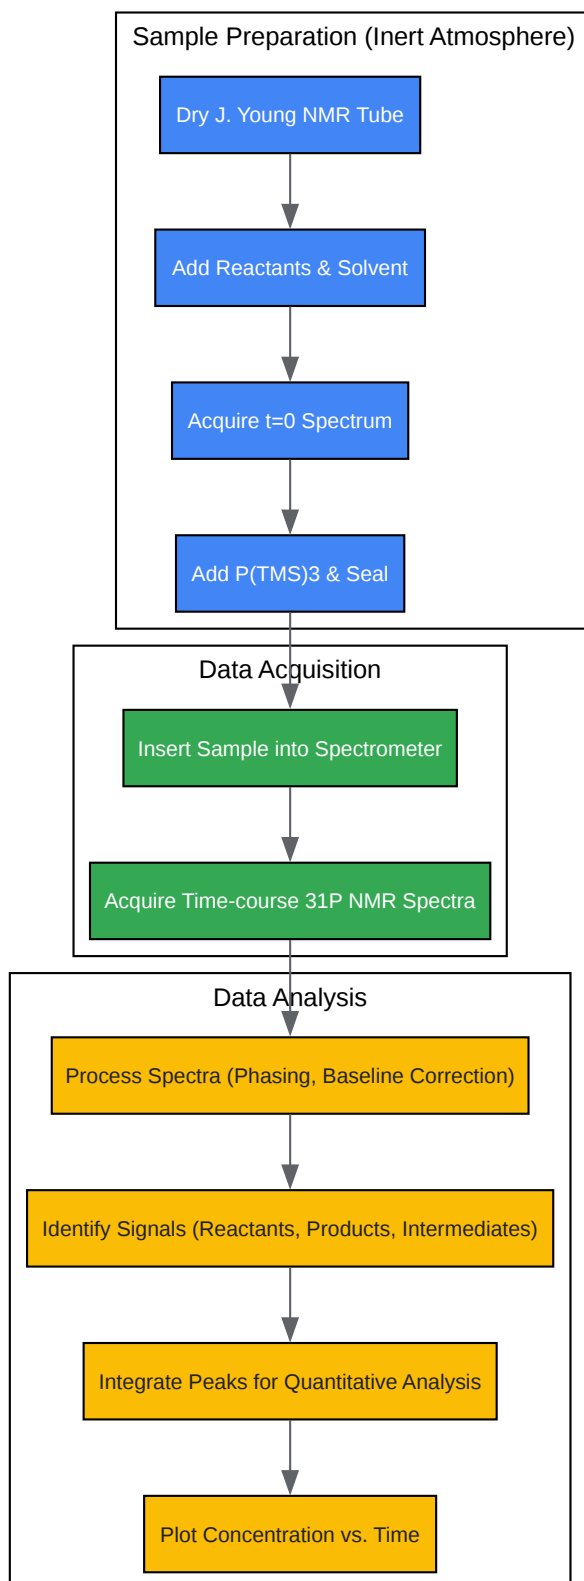 Sample Preparation (Inert Atmosphere)
Dry J. Young NMR Tube
Add Reactants & Solvent
Acquire t=0 Spectrum
Add P(TMS)3 & Seal
Data Acquisition
Insert Sample into Spectrometer
Acquire Time-course 31P NMR Spectra
Data Analysis
Process Spectra (Phasing, Baseline Correction)
Identify Signals (Reactants, Products, Intermediates)
Integrate Peaks for Quantitative Analysis
Plot Concentration vs. Time